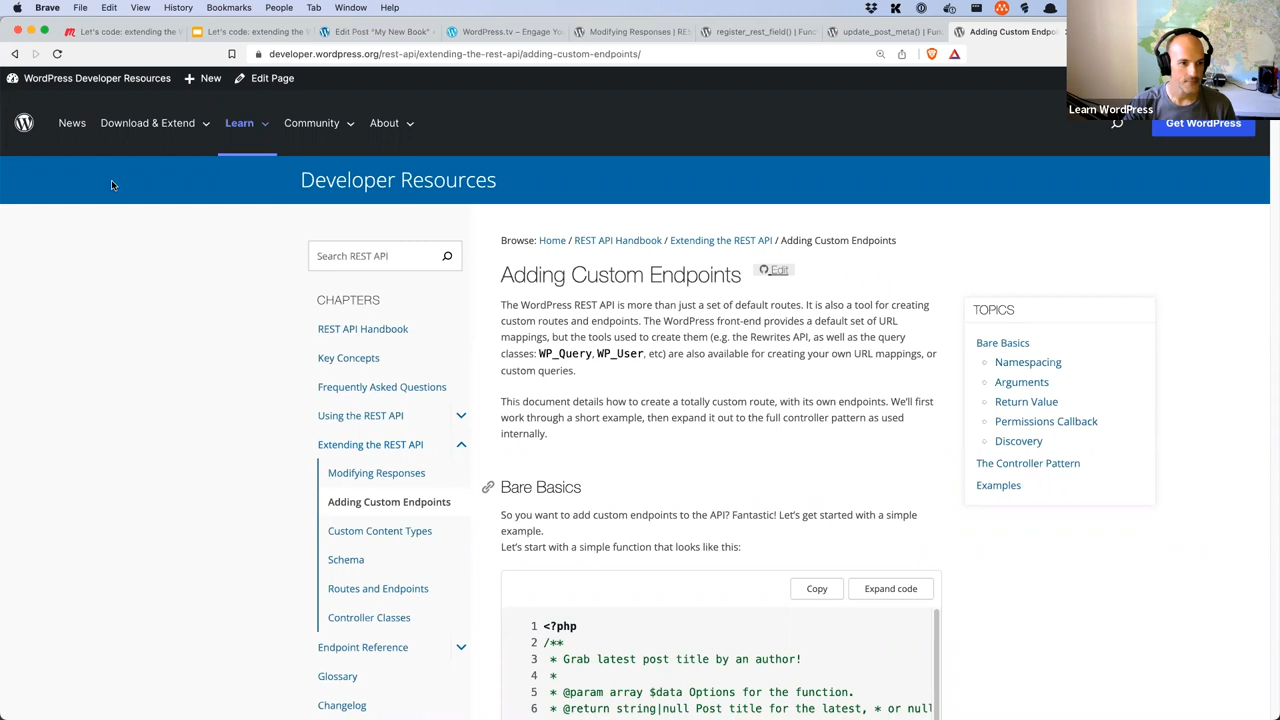 Brave File Edit View History Bookmarks People Tab Window Help
Let's code: extending the W Let's code: extending the W Edit Post "My New Book" WordPress.tv – Engage Yo Modifying Responses | RES register_rest_field() | Func update_post_meta() | Func Adding Custom Endpoin
developer.wordpress.org/rest-api/extending-the-rest-api/adding-custom-endpoints/
WordPress Developer Resources New Edit Page
Learn WordPress
News Download & Extend Learn Community About Get WordPress
Developer Resources
Search REST API
CHAPTERS
REST API Handbook
Key Concepts
Frequently Asked Questions
Using the REST API
Extending the REST API
Modifying Responses
Adding Custom Endpoints
Custom Content Types
Schema
Routes and Endpoints
Controller Classes
Endpoint Reference
Glossary
Changelog
Browse: Home / REST API Handbook / Extending the REST API / Adding Custom Endpoints
Adding Custom Endpoints Edit
The WordPress REST API is more than just a set of default routes. It is also a tool for creating
custom routes and endpoints. The WordPress front-end provides a default set of URL
mappings, but the tools used to create them (e.g. the Rewrites API, as well as the query
classes: WP_Query, WP_User, etc) are also available for creating your own URL mappings, or
custom queries.
This document details how to create a totally custom route, with its own endpoints. We'll first
work through a short example, then expand it out to the full controller pattern as used
internally.
Bare Basics
So you want to add custom endpoints to the API? Fantastic! Let's get started with a simple
example.
Let's start with a simple function that looks like this:
Copy Expand code
1 <?php
2 /**
3 * Grab latest post title by an author!
4 *
5 * @param array $data Options for the function.
6 * @return string|null Post title for the latest, * or null
TOPICS
Bare Basics
Namespacing
Arguments
Return Value
Permissions Callback
Discovery
The Controller Pattern
Examples